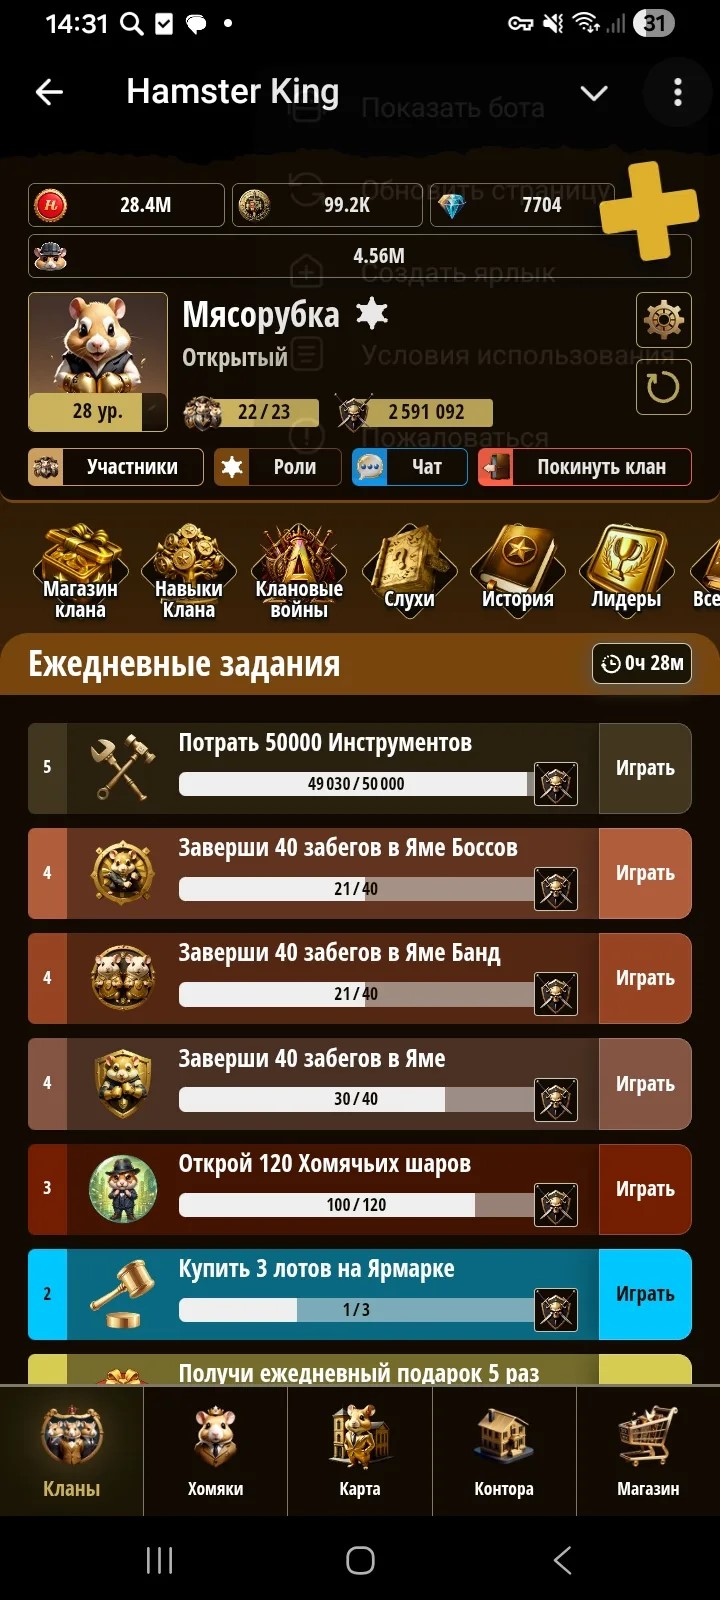 14:31
31
Hamster King
Показать бота
28.4M
99.2K
7704
Обновить страницу
4.56M
Создать ярлык
Мясорубка
Открытый
Условия использования
28 ур.
22/23
2 591 092
Пожаловаться
Участники
Роли
Чат
Покинуть клан
Магазин клана
Навыки Клана
Клановые войны
Слухи
История
Лидеры
Все
Ежедневные задания
0ч 28м
5
Потрать 50000 Инструментов
49 030/50 000
Играть
4
Заверши 40 забегов в Яме Боссов
21/40
Играть
4
Заверши 40 забегов в Яме Банд
21/40
Играть
4
Заверши 40 забегов в Яме
30/40
Играть
3
Открой 120 Хомячьих шаров
100/120
Играть
2
Купить 3 лотов на Ярмарке
1/3
Играть
Получи ежедневный подарок 5 раз
Кланы
Хомяки
Карта
Контора
Магазин